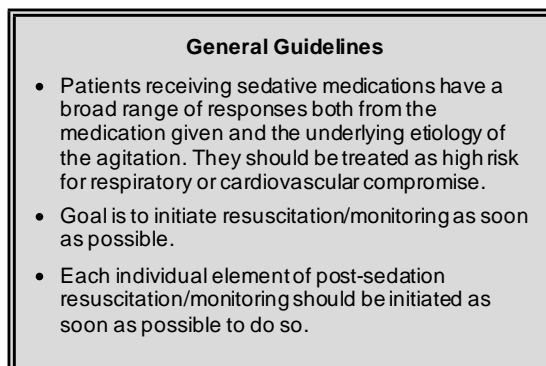 General Guidelines
• Patients receiving sedative medications have a
broad range of responses both from the
medication given and the underlying etiology of
the agitation. They should be treated as high risk
for respiratory or cardiovascular compromise.
• Goal is to initiate resuscitation/monitoring as soon
as possible.
• Each individual element of post-sedation
resuscitation/monitoring should be initiated as
soon as possible to do so.